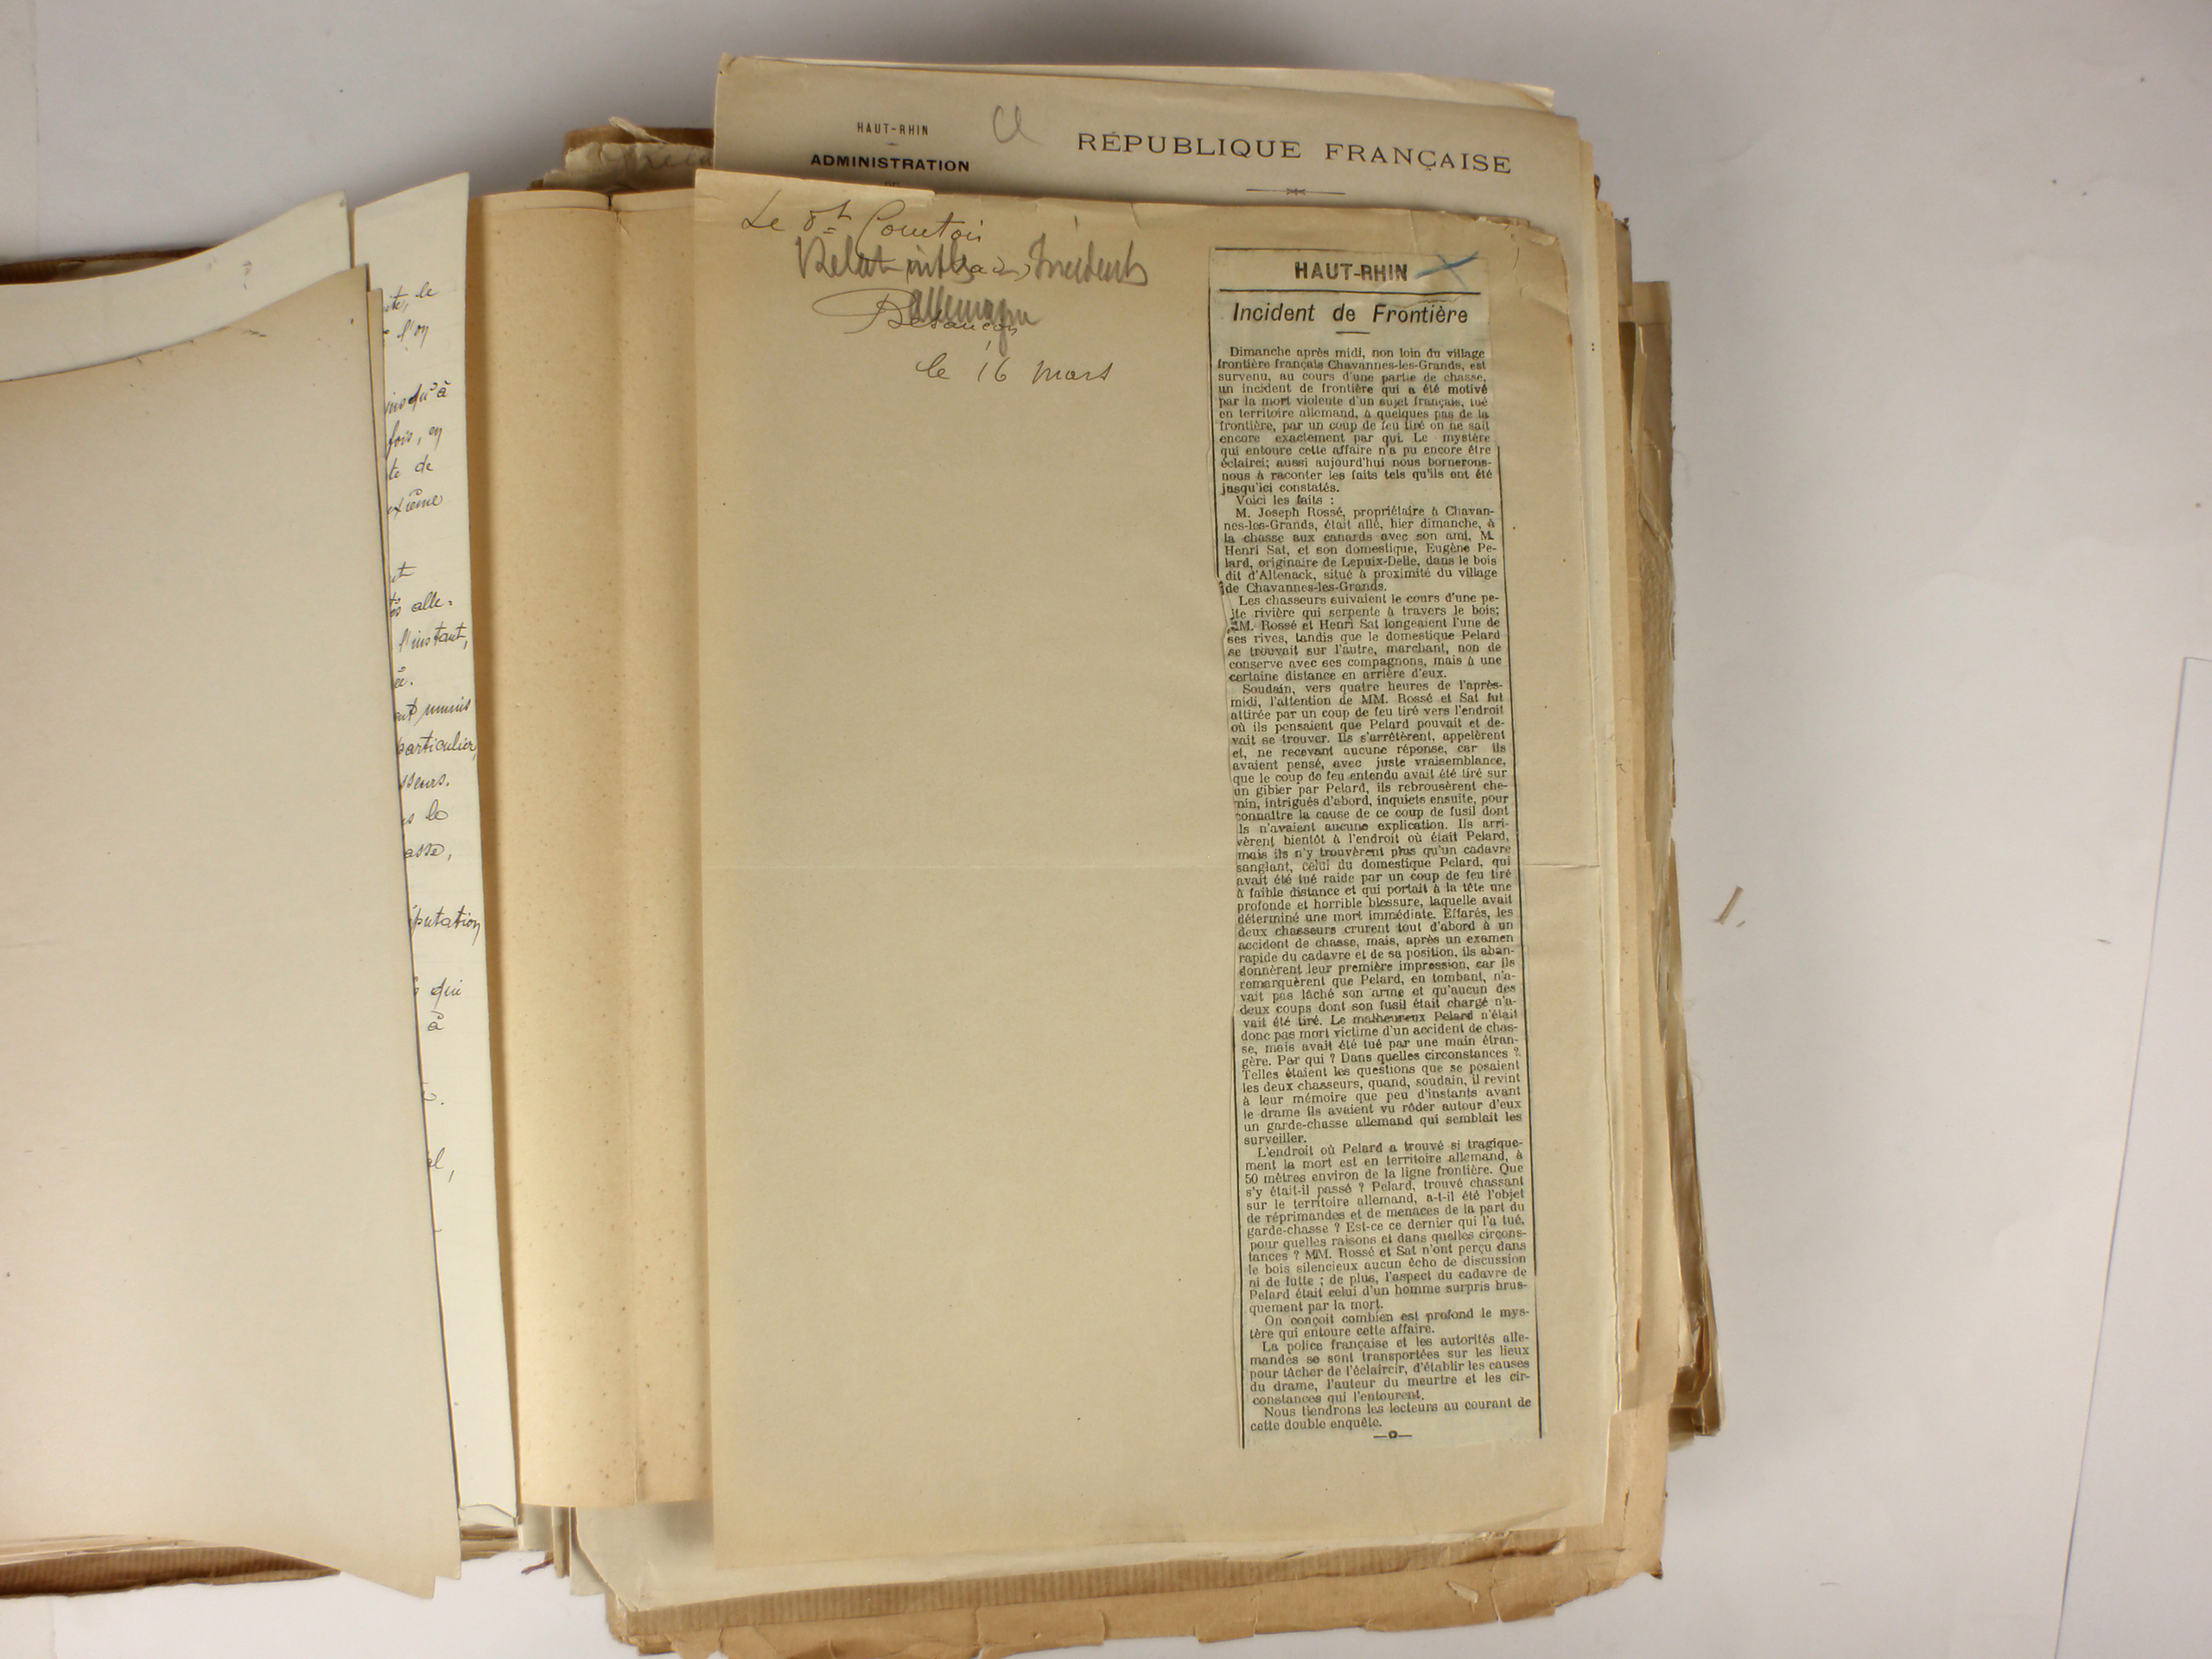 HAUT-RHIN
ADMINISTRATION
RÉPUBLIQUE FRANÇAISE
Le Pt Comtois
Incidents
Allemagne
Besançon
le 16 Mars
HAUT-RHIN
Incident de Frontière
Dimanche après midi, non loin du village
frontière français Chavannes-les-Grands, est
survenu, au cours d'une partie de chasse,
un incident de frontière qui a été motivé
par la mort violente d'un sujet français, tué
en territoire allemand, à quelques pas de la
frontière, par un coup de feu tiré on ne sait
encore exactement par qui. Le mystère
qui entoure cette affaire n'a pu encore être
éclairci; aussi aujourd'hui nous bornerons-
nous à raconter les faits tels qu'ils ont été
jusqu'ici constatés.
Voici les faits :
M. Joseph Rossé, propriétaire à Chavan-
nes-les-Grands, était allé, hier dimanche, à
la chasse aux canards avec son ami, M.
Henri Sat, et son domestique, Eugène Pe-
lard, originaire de Lepuix-Delle, dans le bois
dit d'Altenack, situé à proximité du village
de Chavannes-les-Grands.
Les chasseurs suivaient le cours d'une pe-
ite rivière qui serpente à travers le bois;
MM. Rossé et Henri Sat longeaient l'une de
ses rives, tandis que le domestique Pelard
se trouvait sur l'autre, marchant, non de
conserve avec ses compagnons, mais à une
certaine distance en arrière d'eux.
Soudain, vers quatre heures de l'après-
midi, l'attention de MM. Rossé et Sat fut
attirée par un coup de feu tiré vers l'endroit
où ils pensaient que Pelard pouvait et de-
vait se trouver. Ils s'arrêtèrent, appelèrent
et, ne recevant aucune réponse, car ils
avaient pensé, avec juste vraisemblance,
que le coup de feu entendu avait été tiré sur
un gibier par Pelard, ils rebrousèrent che-
min, intrigués d'abord, inquiets ensuite, pour
connaître la cause de ce coup de fusil dont
ils n'avaient aucune explication. Ils arri-
vèrent bientôt à l'endroit où était Pelard,
mais ils n'y trouvèrent plus qu'un cadavre
sanglant, celui du domestique Pelard, qui
avait été tué raide par un coup de feu tiré
à faible distance et qui portait à la tête une
profonde et horrible blessure, laquelle avait
déterminé une mort immédiate. Effarés, les
deux chasseurs crurent tout d'abord à un
accident de chasse, mais, après un examen
rapide du cadavre et de sa position, ils aban-
donnèrent leur première impression, car ils
remarquèrent que Pelard, en tombant, n'a-
vait pas lâché son arme et qu'aucun des
deux coups dont son fusil était chargé n'a-
vait été tiré. Le malheureux Pelard n'était
donc pas mort victime d'un accident de chas-
se, mais avait été tué par une main étran-
gère. Par qui ? Dans quelles circonstances ?
Telles étaient les questions que se posaient
les deux chasseurs, quand, soudain, il revint
à leur mémoire que peu d'instants avant
le drame ils avaient vu rôder autour d'eux
un garde-chasse allemand qui semblait les
surveiller.
L'endroit où Pelard a trouvé si tragique-
ment la mort est en territoire allemand, à
50 mètres environ de la ligne frontière. Que
s'y était-il passé ? Pelard, trouvé chassant
sur le territoire allemand, a-t-il été l'objet
de réprimandes et de menaces de la part du
garde-chasse ? Est-ce ce dernier qui l'a tué,
pour quelles raisons et dans quelles circons-
tances ? MM. Rossé et Sat n'ont perçu dans
le bois silencieux aucun écho de discussion
ni de lutte ; de plus, l'aspect du cadavre de
Pelard était celui d'un homme surpris brus-
quement par la mort.
On conçoit combien est profond le mys-
tère qui entoure cette affaire.
La police française et les autorités alle-
mandes se sont transportées sur les lieux
pour tâcher de l'éclaircir, d'établir les causes
du drame, l'auteur du meurtre et les cir-
constances qui l'entourent.
Nous tiendrons les lecteurs au courant de
cette double enquête.